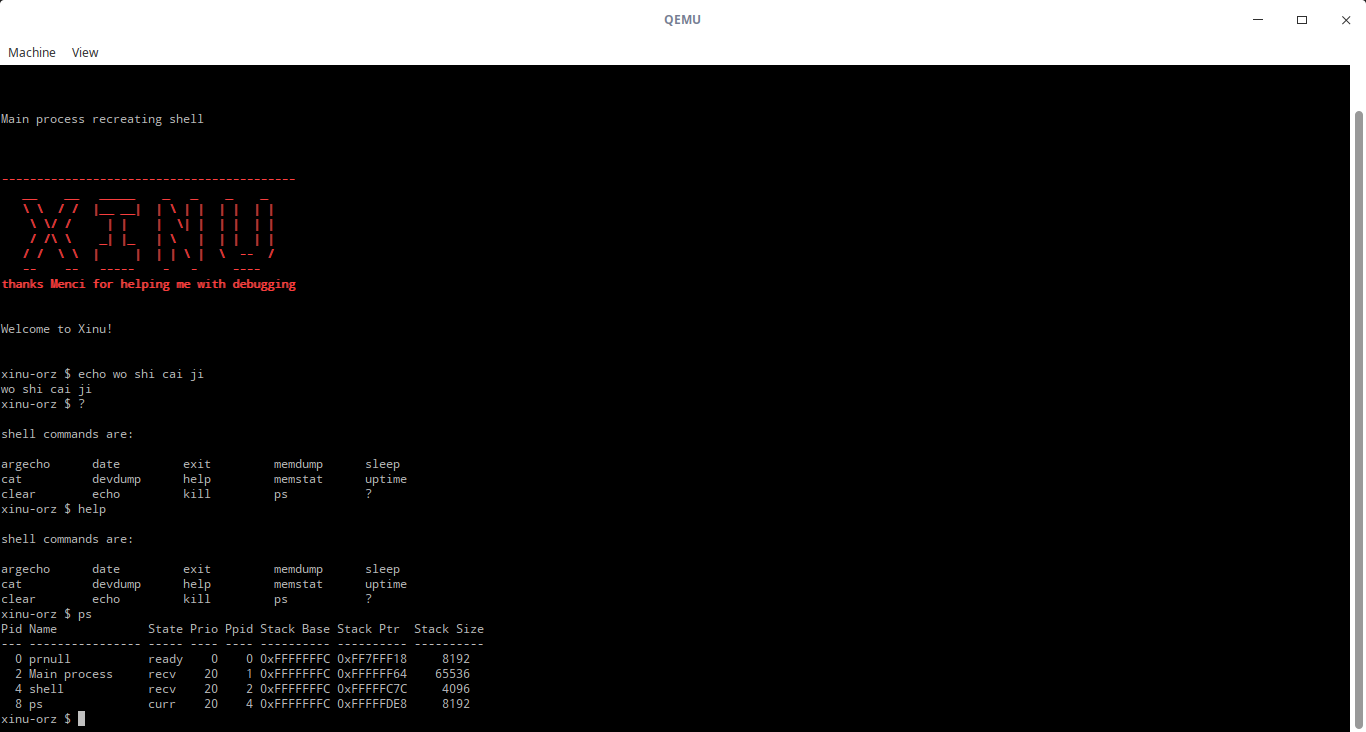 QEMU
Machine View
Main process recreating shell
------------------------------------------
   __    __   _____    _   _    _    _
   \ \  / /  |__ __|  | \ | |  | |  | |
    \ \/ /     | |    |  \| |  | |  | |
    / /\ \    _| |_   | \   |  | |  | |
   / /  \ \  |     |  | | \ |  \  --  /
   --    --   -----    -   -     ----
thanks Menci for helping me with debugging
Welcome to Xinu!
xinu-orz $ echo wo shi cai ji
wo shi cai ji
xinu-orz $ ?
shell commands are:
argecho      date         exit         memdump      sleep
cat          devdump      help         memstat      uptime
clear        echo         kill         ps           ?
xinu-orz $ help
shell commands are:
argecho      date         exit         memdump      sleep
cat          devdump      help         memstat      uptime
clear        echo         kill         ps           ?
xinu-orz $ ps
Pid Name             State Prio Ppid Stack Base Stack Ptr  Stack Size
--- ---------------- ----- ---- ---- ---------- ---------- ----------
  0 prnull           ready    0    0 0xFFFFFFFC 0xFF7FFF18     8192
  2 Main process     recv    20    1 0xFFFFFFFC 0xFFFFFF64    65536
  4 shell            recv    20    2 0xFFFFFFFC 0xFFFFFC7C     4096
  8 ps               curr    20    4 0xFFFFFFFC 0xFFFFFDE8     8192
xinu-orz $